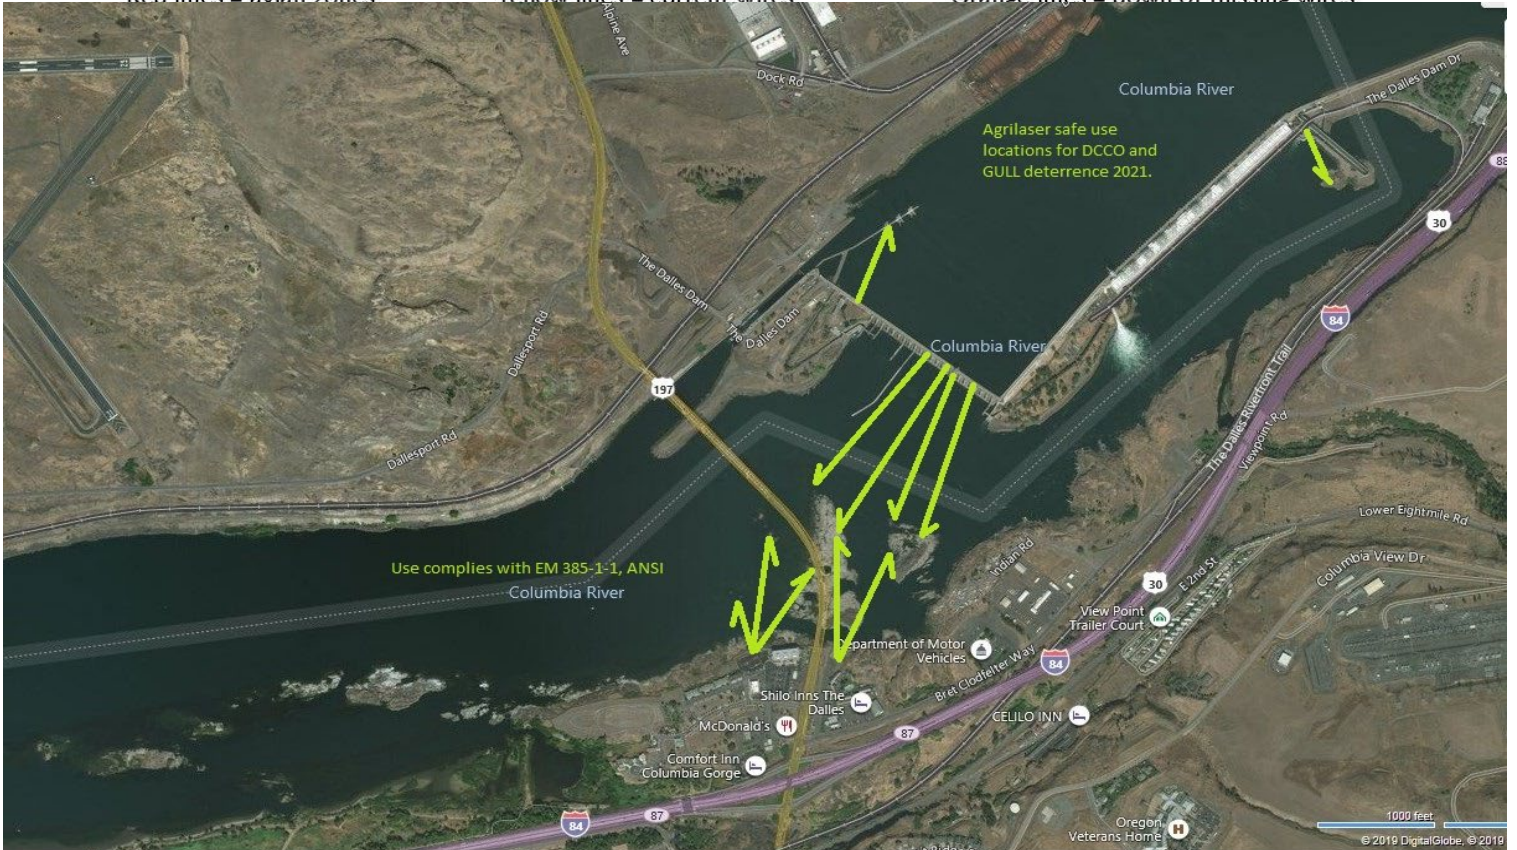 Alpine Ave
Dock Rd
Columbia River
The Dalles Dam Dr
Agrilaser safe use
locations for DCCO and
GULL deterrence 2021.
88
30
The Dalles Dam
The Dalles Dam
Dallesport Rd
84
Columbia River
197
The Dalles Riverfront Trail
Viewpoint Rd
Dallesport Rd
Lower Eightmile Rd
Indian Rd
Columbia View Dr
Use complies with EM 385-1-1, ANSI
Columbia River
30
E 2nd St
View Point
Trailer Court
Department of Motor
Vehicles
84
Bret Clodfelter Way
Shilo Inns The
Dalles
CELILO INN
McDonald's
87
Comfort Inn
Columbia Gorge
87
84
1000 feet
Oregon
Veterans Home
H
© 2019 DigitalGlobe, © 2019